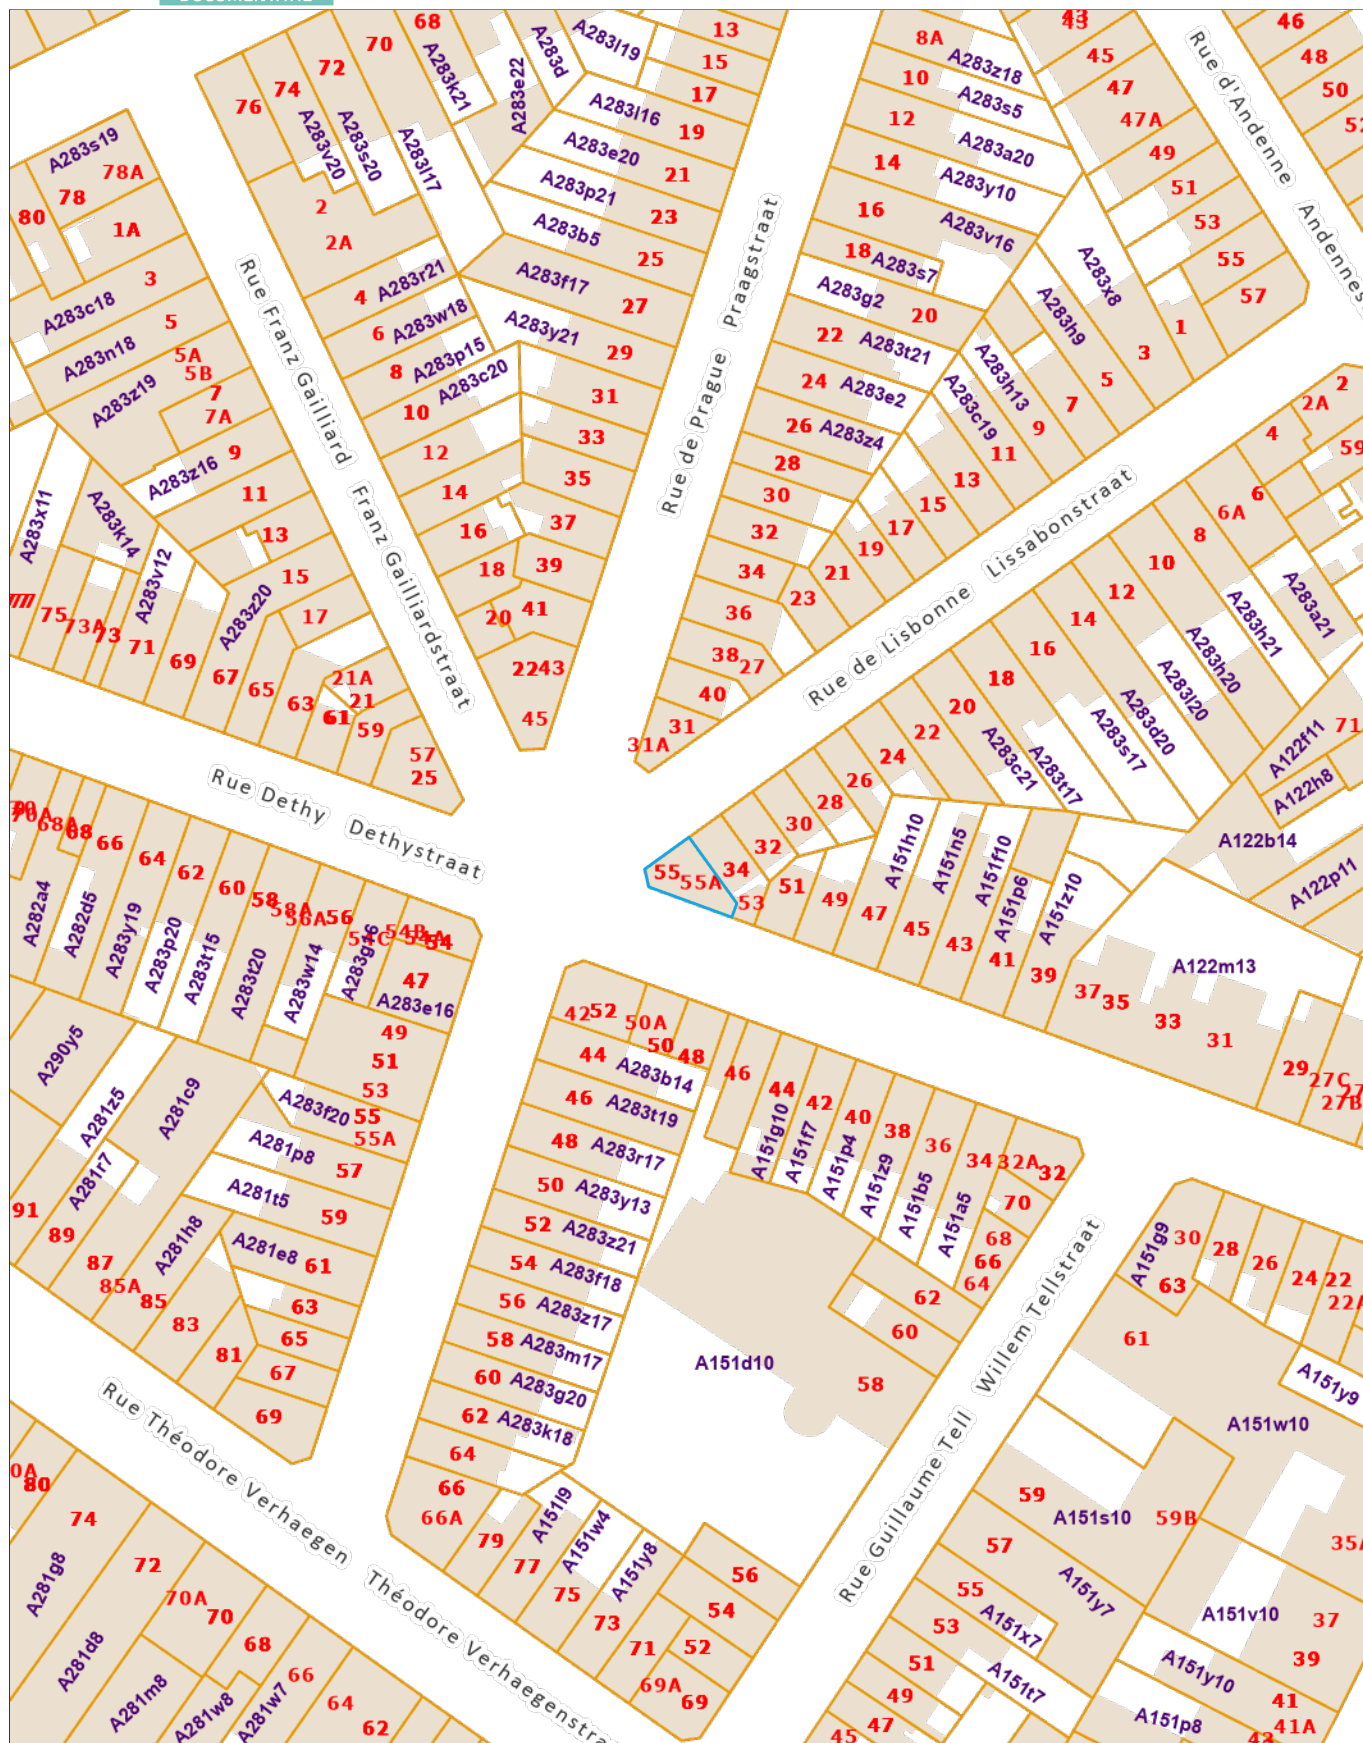 Rue d'Andenne Andennes
Rue Franz Gailliard Franz Gailliardstraat
Rue de Prague Praagstraat
Rue de Lisbonne Lissabonstraat
Rue Dethy Dethystraat
Rue Théodore Verhaegen Théodore Verhaegenstra
Rue Guillaume Tell Willem Tellstraat
68
70
72
74
76
A283k21
A283e22
A283d
A283l19
A283v20
A283s20
A283l17
A283l16
A283e20
A283p21
A283b5
A283f17
A283y21
13
15
17
19
21
23
25
27
29
31
33
35
37
39
41
2243
45
8A
10
12
14
16
18
20
22
24
26
28
30
32
34
36
38
40
31
31A
A283z18
A283s5
A283a20
A283y10
A283v16
A283s7
A283g2
A283t21
A283e2
A283z4
43
45
47
47A
49
51
53
55
57
46
48
50
A283x8
A283h9
A283h13
A283c19
1
3
5
7
9
11
13
15
17
19
21
23
27
A283s19
78A
78
80
1A
3
5
5A
5B
7
7A
9
11
13
15
17
21A
21
A283c18
A283n18
A283z19
A283z16
A283x11
A283k14
A283v12
A283z20
2
2A
4
6
8
10
12
14
16
18
20
A283r21
A283w18
A283p15
A283c20
75
73A
73
71
69
67
65
63
61
59
57
25
2
2A
4
59
6
6A
8
10
12
14
16
18
20
22
24
26
28
30
32
34
A283a21
A283h21
A283h20
A283l20
A283d20
A283s17
A283t17
A283c21
A122f11
71
A122h8
A122b14
A122p11
A122m13
55
55A
53
51
49
47
45
43
41
39
37
35
33
31
29
27C
27B
A151h10
A151n5
A151f10
A151p6
A151z10
70A
68A
68
66
64
62
60
58
58A
56A
56
54C
54B
54A
54
A282a4
A282d5
A283y19
A283p20
A283t15
A283t20
A283w14
A283g16
47
A283e16
49
51
53
55
55A
57
59
61
63
65
67
69
A290y5
A281z5
A281c9
A283f20
A281p8
A281t5
A281e8
A281r7
A281h8
91
89
87
85A
85
83
81
42
52
50A
50
48
46
44
42
40
38
36
34
32A
32
44
46
48
50
52
54
56
58
60
62
64
66
66A
A283b14
A283t19
A283r17
A283y13
A283z21
A283f18
A283z17
A283m17
A283g20
A283k18
A151g10
A151f7
A151p4
A151z9
A151b5
A151a5
70
68
66
64
62
60
58
A151d10
79
77
75
73
71
69A
69
A151l9
A151w4
A151y8
56
54
52
A151g9
30
28
26
24
22
22A
63
61
A151y9
A151w10
59
A151s10
59B
57
A151y7
55
A151x7
53
51
A151t7
49
47
45
35A
37
A151v10
39
A151y10
41
41A
A151p8
43
80
74
72
70A
70
68
66
64
62
A281g8
A281d8
A281m8
A281w8
A281w7